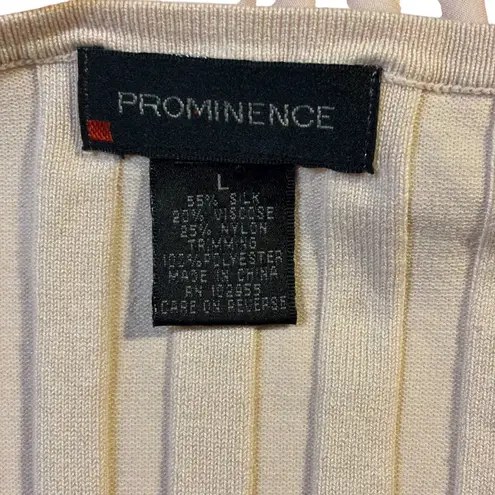 PROMINENCE
L
55% SILK
20% VISCOSE
25% NYLON
TRIMMING
100%POLYESTER
MADE IN CHINA
RN 102955
CARE ON REVERSE